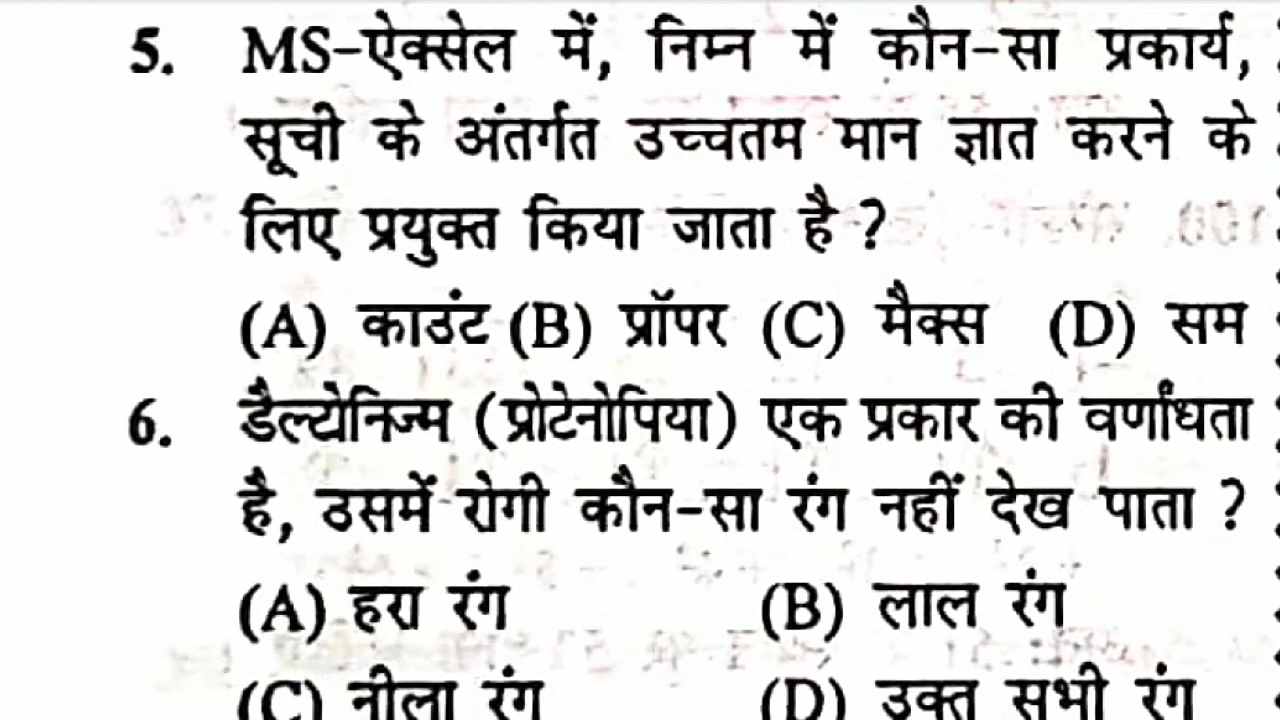 5. MS-ऐक्सेल में, निम्न में कौन-सा प्रकार्य,
सूची के अंतर्गत उच्चतम मान ज्ञात करने के
लिए प्रयुक्त किया जाता है ?
(A) काउंट (B) प्रॉपर (C) मैक्स (D) सम
6. डैल्टोनिज्म (प्रोटेनोपिया) एक प्रकार की वर्णांधता
है, उसमें रोगी कौन-सा रंग नहीं देख पाता ?
(A) हरा रंग (B) लाल रंग
(C) नीला रंग (D) उक्त सभी रंग